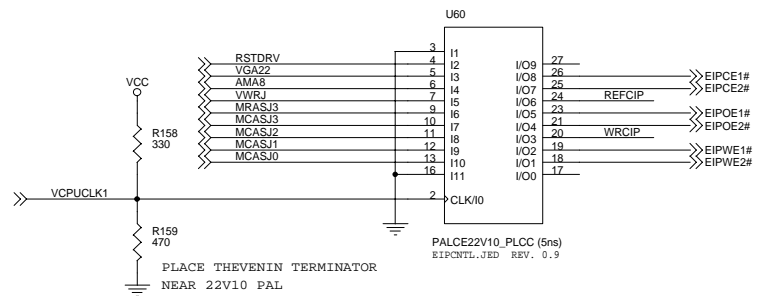 U60
3 I1
RSTDRV 4 I2 I/O9 27
VGA22 5 I3 I/O8 26 EIPCE1#
AMA8 6 I4 I/O7 25 EIPCE2#
VWRJ 7 I5 I/O6 24 REFCIP
MRASJ3 9 I6 I/O5 23 EIPOE1#
MCASJ3 10 I7 I/O4 21 EIPOE2#
MCASJ2 11 I8 I/O3 20 WRCIP
MCASJ1 12 I9 I/O2 19 EIPWE1#
MCASJ0 13 I10 I/O1 18 EIPWE2#
16 I11 I/O0 17
VCC
R158
330
VCPUCLK1 2 CLK/I0
R159
470
PALCE22V10_PLCC (5ns)
EIPCNTL.JED REV. 0.9
PLACE THEVENIN TERMINATOR
NEAR 22V10 PAL